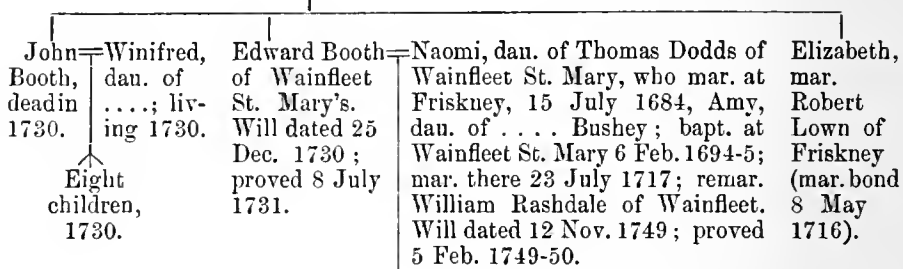 John=Winifred,
Booth, dau. of
dead in ....; liv-
1730. ing 1730.
Eight
children,
1730.
Edward Booth=
of Wainfleet
St. Mary's.
Will dated 25
Dec. 1730 ;
proved 8 July
1731.
Naomi, dau. of Thomas Dodds of
Wainfleet St. Mary, who mar. at
Friskney, 15 July 1684, Amy,
dau. of .... Bushey ; bapt. at
Wainfleet St. Mary 6 Feb. 1694-5;
mar. there 23 July 1717; remar.
William Rashdale of Wainfleet.
Will dated 12 Nov. 1749 ; proved
5 Feb. 1749-50.
Elizabeth,
mar.
Robert
Lown of
Friskney
(mar. bond
8 May
1716).